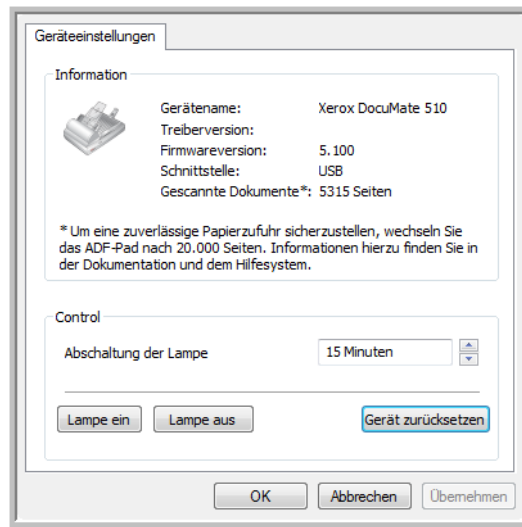 Geräteeinstellungen
Information
Gerätename: Xerox DocuMate 510
Treiberversion:
Firmwareversion: 5.100
Schnittstelle: USB
Gescannte Dokumente*: 5315 Seiten
* Um eine zuverlässige Papierzufuhr sicherzustellen, wechseln Sie
das ADF-Pad nach 20.000 Seiten. Informationen hierzu finden Sie in
der Dokumentation und dem Hilfesystem.
Control
Abschaltung der Lampe 15 Minuten
Lampe ein Lampe aus Gerät zurücksetzen
OK Abbrechen Übernehmen